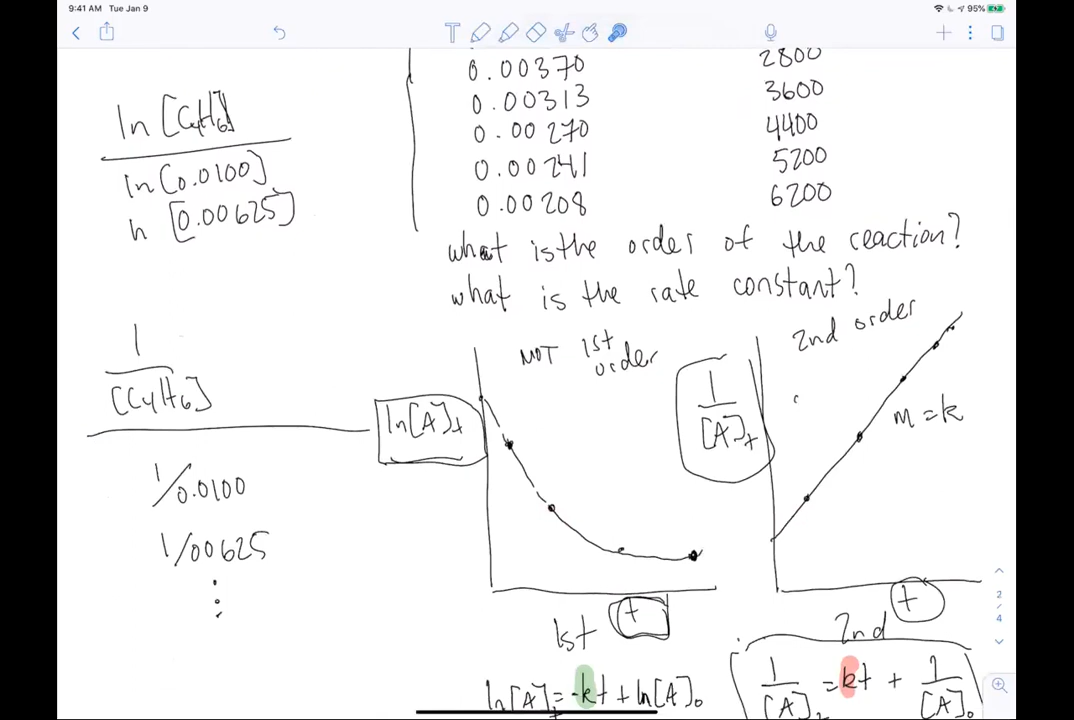 9:41 AM Tue Jan 9
95%
0.00370 2800
0.00313 3600
0.00270 4400
0.00241 5200
0.00208 6200
ln [C4H6]
ln [0.0100]
ln [0.00625]
what is the order of the reaction?
what is the rate constant?
1
[C4H6]
1/0.0100
1/00625
NOT 1st
order
ln[A]t
t
1st
ln[A]t = -kt + ln[A]0
2nd order
1
[A]t
m = k
t
2nd
1/[A]t = kt + 1/[A]0
2
/
4